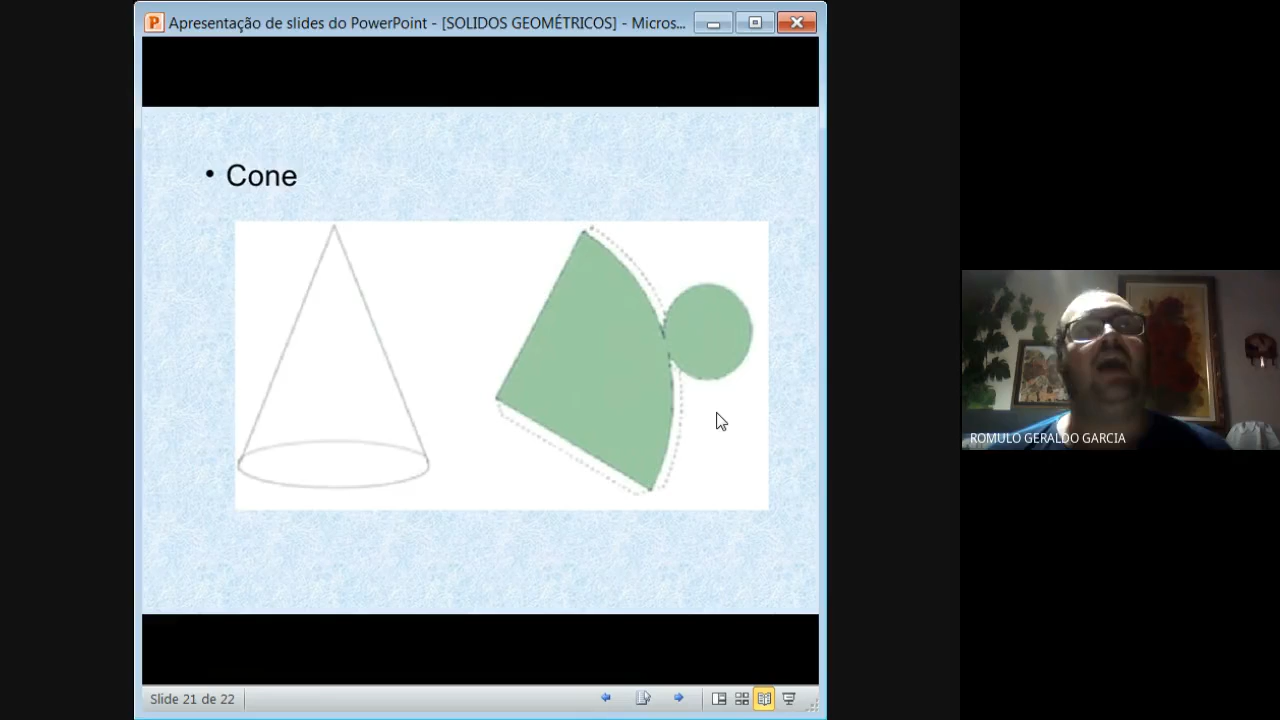 Apresentação de slides do PowerPoint - [SOLIDOS GEOMÉTRICOS] - Micros...
• Cone
ROMULO GERALDO GARCIA
Slide 21 de 22